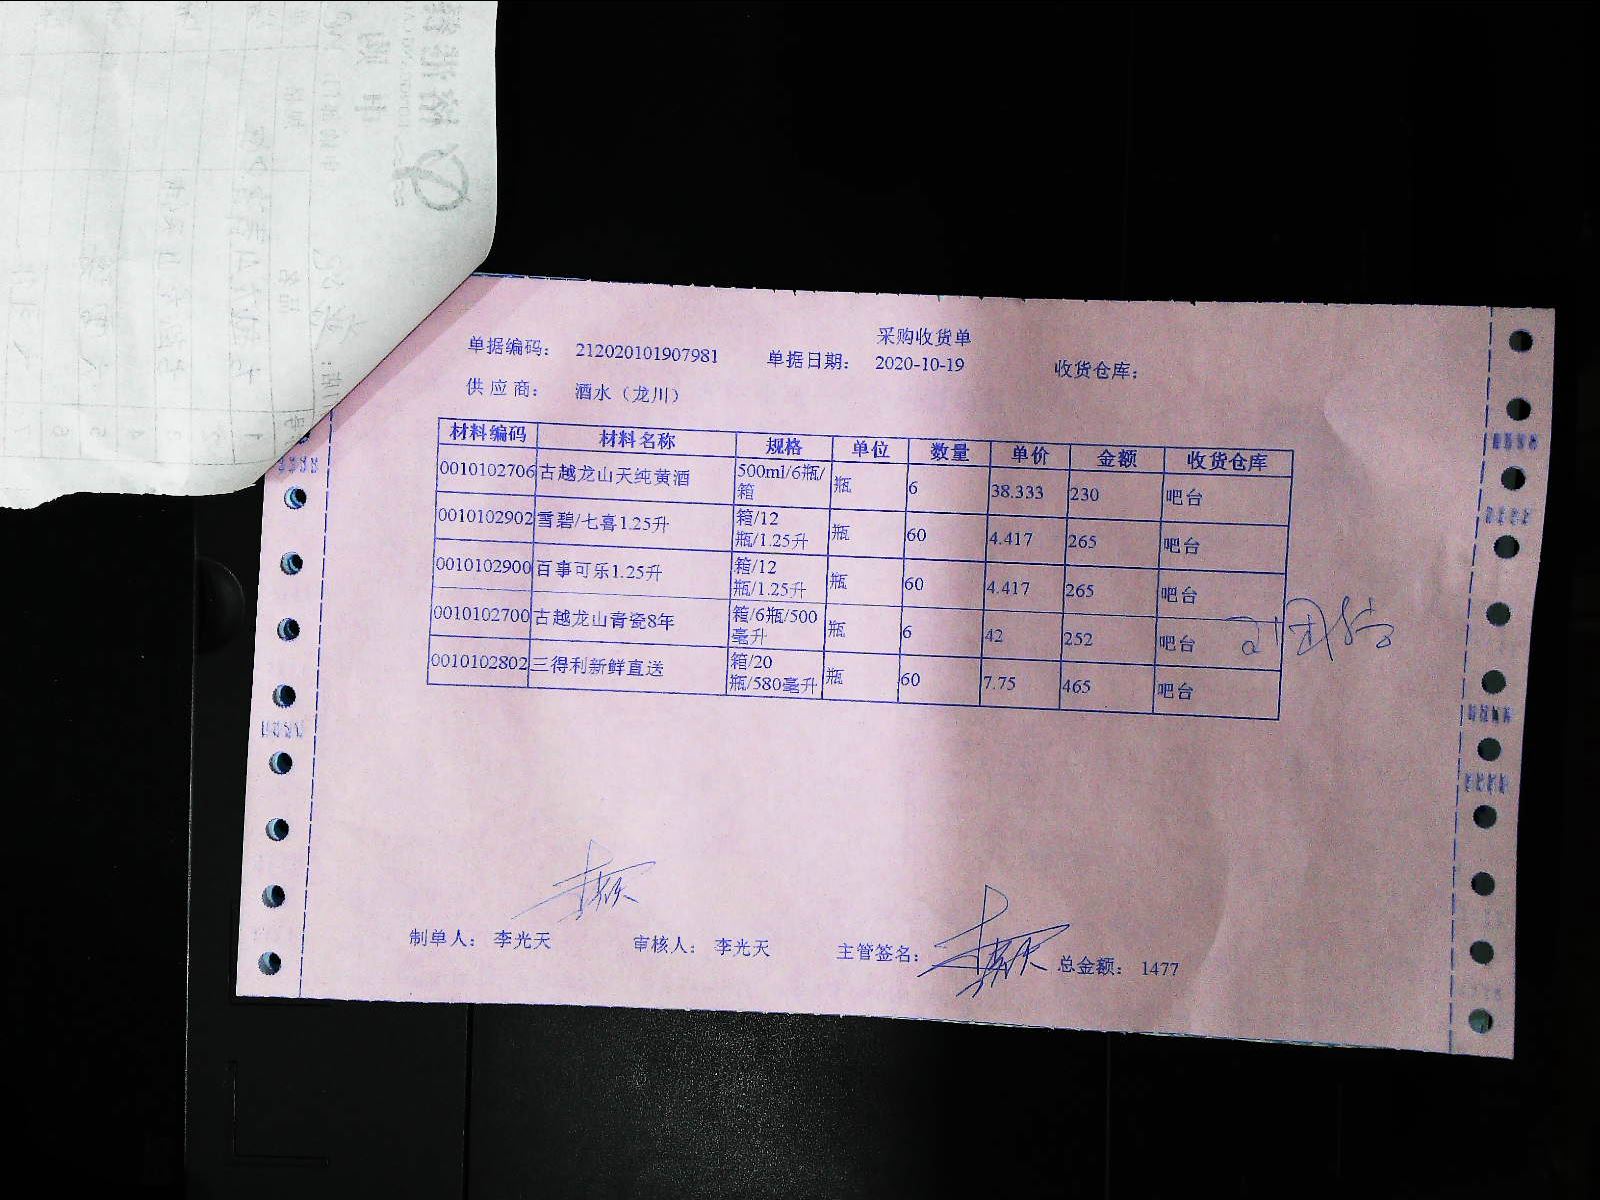 采购收货单
单据编码： 212020101907981 单据日期： 2020-10-19 收货仓库：
供应商： 酒水（龙川）
材料编码 材料名称 规格 单位 数量 单价 金额 收货仓库
0010102706 古越龙山天纯黄酒 500ml/6瓶/箱 瓶 6 38.333 230 吧台
0010102902 雪碧/七喜1.25升 箱/12瓶/1.25升 瓶 60 4.417 265 吧台
0010102900 百事可乐1.25升 箱/12瓶/1.25升 瓶 60 4.417 265 吧台
0010102700 古越龙山青瓷8年 箱/6瓶/500毫升 瓶 6 42 252 吧台
0010102802 三得利新鲜直送 箱/20瓶/580毫升 瓶 60 7.75 465 吧台
制单人： 李光天 审核人： 李光天 主管签名： 总金额： 1477